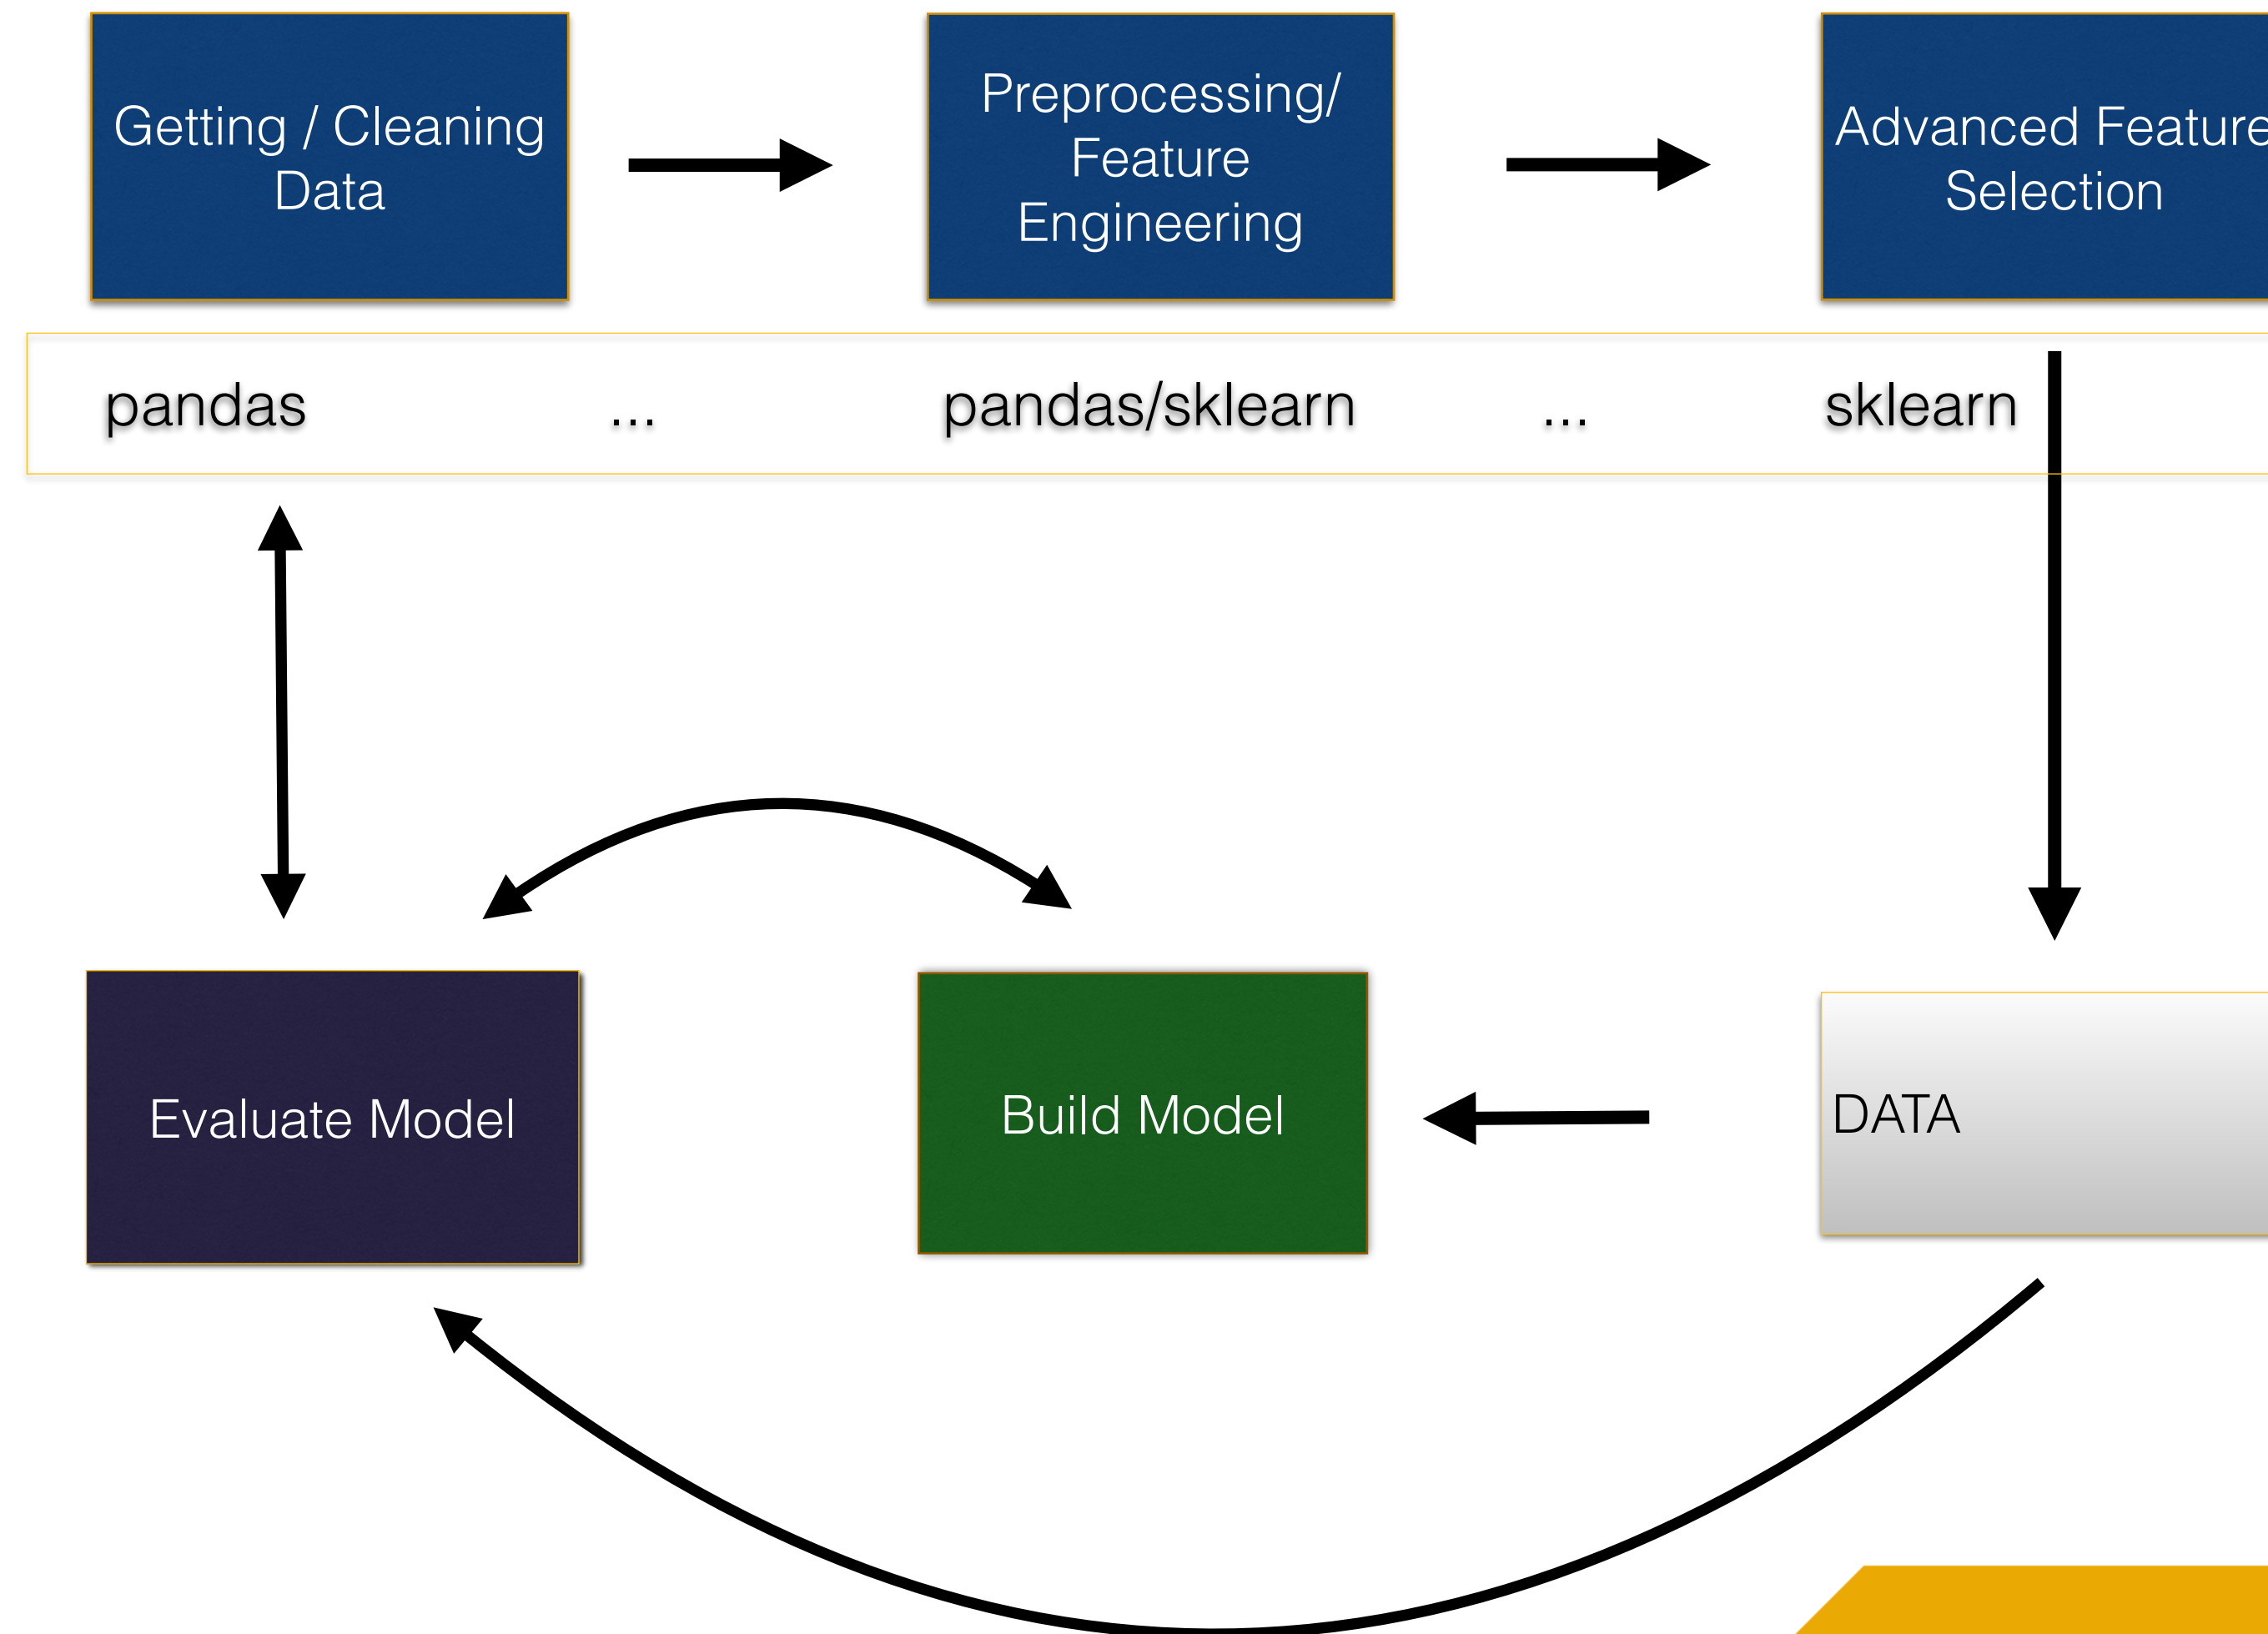 Getting / Cleaning
Data
Preprocessing/
Feature
Engineering
Advanced Feature
Selection
pandas ... pandas/sklearn ... sklearn
Evaluate Model
Build Model
DATA